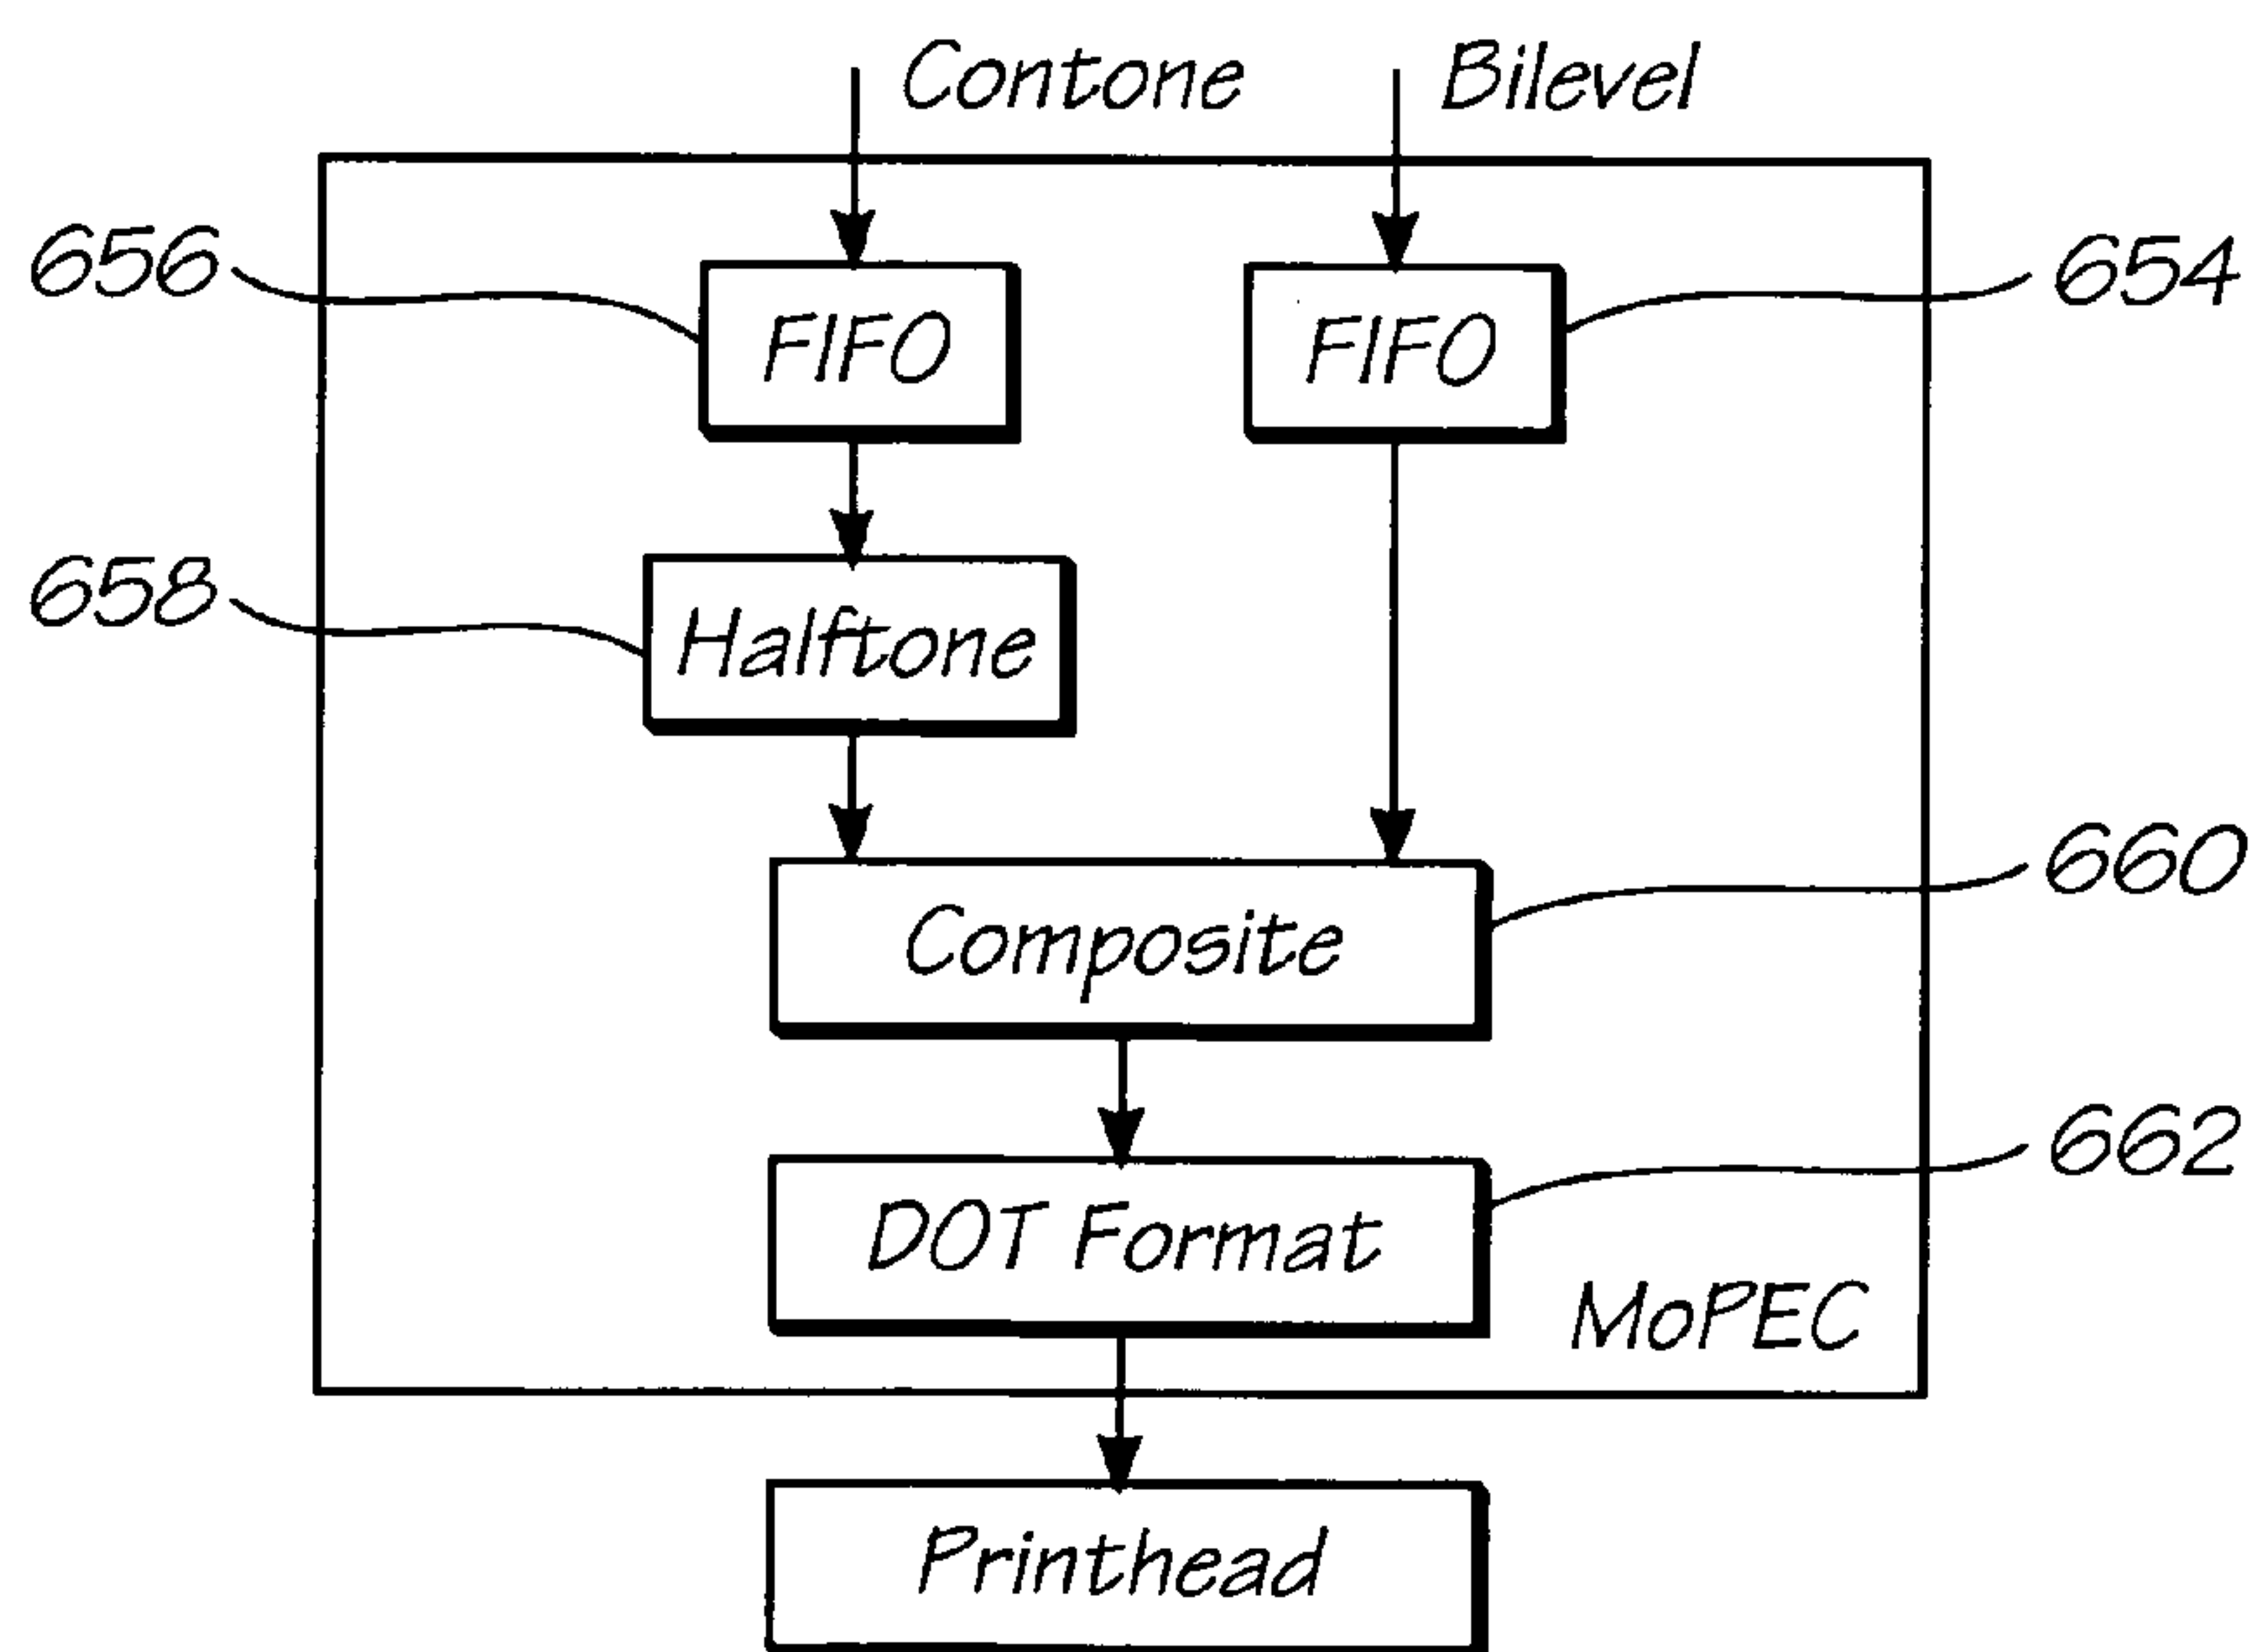 Contone
Bilevel
656
FIFO
FIFO
654
658
Halftone
Composite
660
DOT Format
662
MoPEC
Printhead